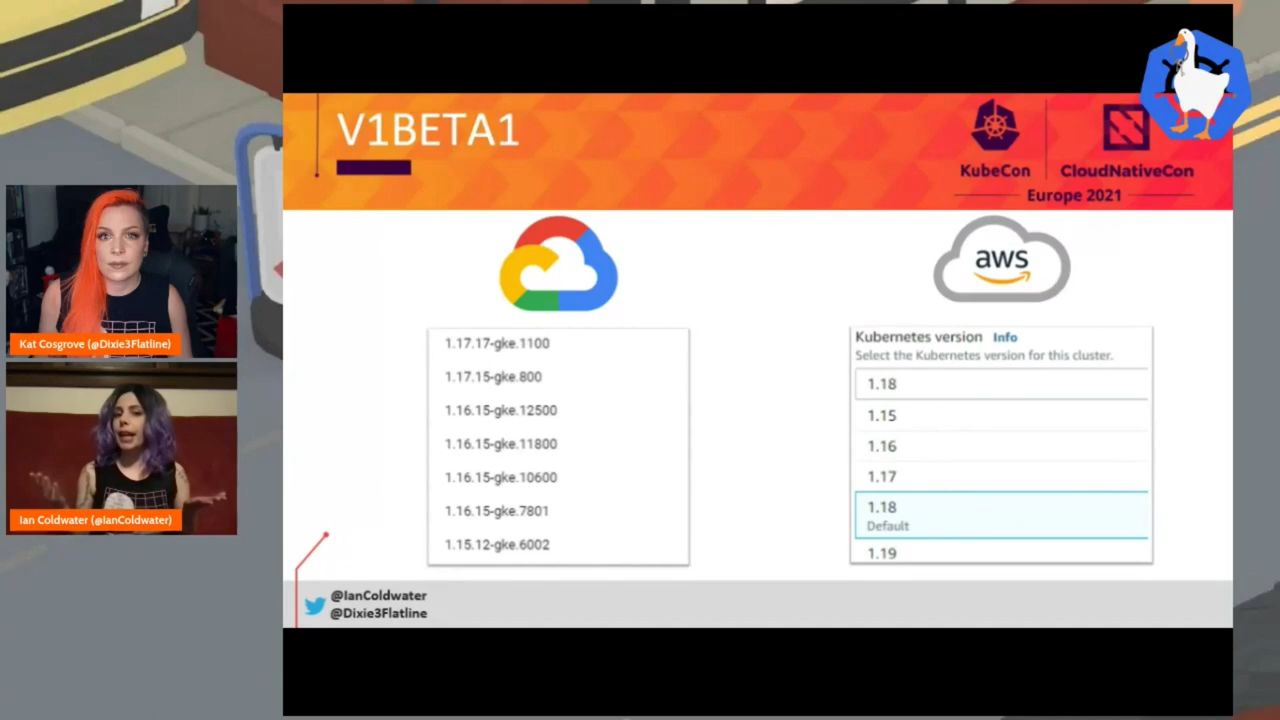 V1BETA1
KubeCon
CloudNativeCon
Europe 2021
Kat Cosgrove (@Dixie3Flatline)
Ian Coldwater (@IanColdwater)
1.17.17-gke.1100
1.17.15-gke.800
1.16.15-gke.12500
1.16.15-gke.11800
1.16.15-gke.10600
1.16.15-gke.7801
1.15.12-gke.6002
aws
Kubernetes version Info
Select the Kubernetes version for this cluster.
1.18
1.15
1.16
1.17
1.18
Default
1.19
@IanColdwater
@Dixie3Flatline